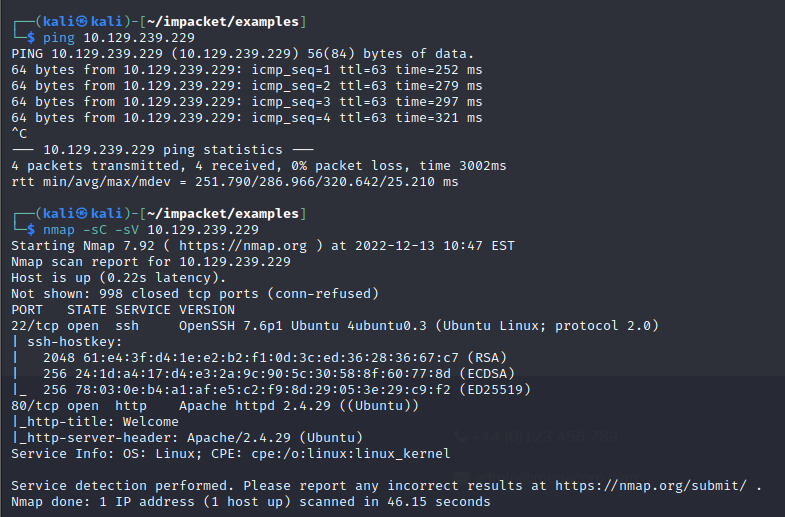 ┌──(kali㉿kali)-[~/impacket/examples]
└─$ ping 10.129.239.229
PING 10.129.239.229 (10.129.239.229) 56(84) bytes of data.
64 bytes from 10.129.239.229: icmp_seq=1 ttl=63 time=252 ms
64 bytes from 10.129.239.229: icmp_seq=2 ttl=63 time=279 ms
64 bytes from 10.129.239.229: icmp_seq=3 ttl=63 time=297 ms
64 bytes from 10.129.239.229: icmp_seq=4 ttl=63 time=321 ms
^C
--- 10.129.239.229 ping statistics ---
4 packets transmitted, 4 received, 0% packet loss, time 3002ms
rtt min/avg/max/mdev = 251.790/286.966/320.642/25.210 ms
┌──(kali㉿kali)-[~/impacket/examples]
└─$ nmap -sC -sV 10.129.239.229
Starting Nmap 7.92 ( https://nmap.org ) at 2022-12-13 10:47 EST
Nmap scan report for 10.129.239.229
Host is up (0.22s latency).
Not shown: 998 closed tcp ports (conn-refused)
PORT   STATE SERVICE VERSION
22/tcp open  ssh     OpenSSH 7.6p1 Ubuntu 4ubuntu0.3 (Ubuntu Linux; protocol 2.0)
| ssh-hostkey:
|   2048 61:e4:3f:d4:1e:e2:b2:f1:0d:3c:ed:36:28:36:67:c7 (RSA)
|   256 24:1d:a4:17:d4:e3:2a:9c:90:5c:30:58:8f:60:77:8d (ECDSA)
|_  256 78:03:0e:b4:a1:af:e5:c2:f9:8d:29:05:3e:29:c9:f2 (ED25519)
80/tcp open  http    Apache httpd 2.4.29 ((Ubuntu))
|_http-title: Welcome
|_http-server-header: Apache/2.4.29 (Ubuntu)
Service Info: OS: Linux; CPE: cpe:/o:linux:linux_kernel
Service detection performed. Please report any incorrect results at https://nmap.org/submit/ .
Nmap done: 1 IP address (1 host up) scanned in 46.15 seconds